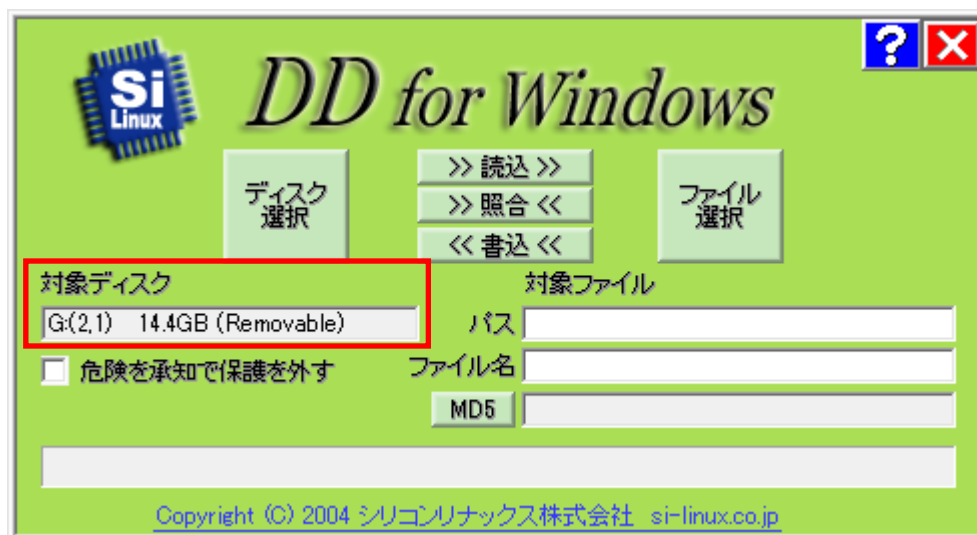 Si
Linux
DD for Windows
?
ディスク
選択
>> 読込 >>
>> 照合 <<
<< 書込 <<
ファイル
選択
対象ディスク
G:(2,1) 14.4GB (Removable)
危険を承知で保護を外す
対象ファイル
パス
ファイル名
MD5
Copyright (C) 2004 シリコンリナックス株式会社 si-linux.co.jp